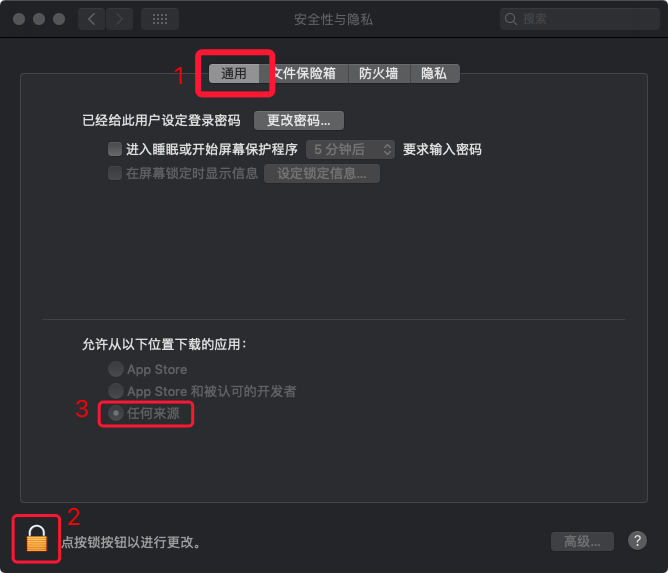 安全性与隐私
搜索
1
通用 文件保险箱 防火墙 隐私
已经给此用户设定登录密码 更改密码...
进入睡眠或开始屏幕保护程序 5 分钟后 要求输入密码
在屏幕锁定时显示信息 设定锁定信息...
允许从以下位置下载的应用：
App Store
App Store 和被认可的开发者
3 任何来源
2
点按锁按钮以进行更改。 高级... ?